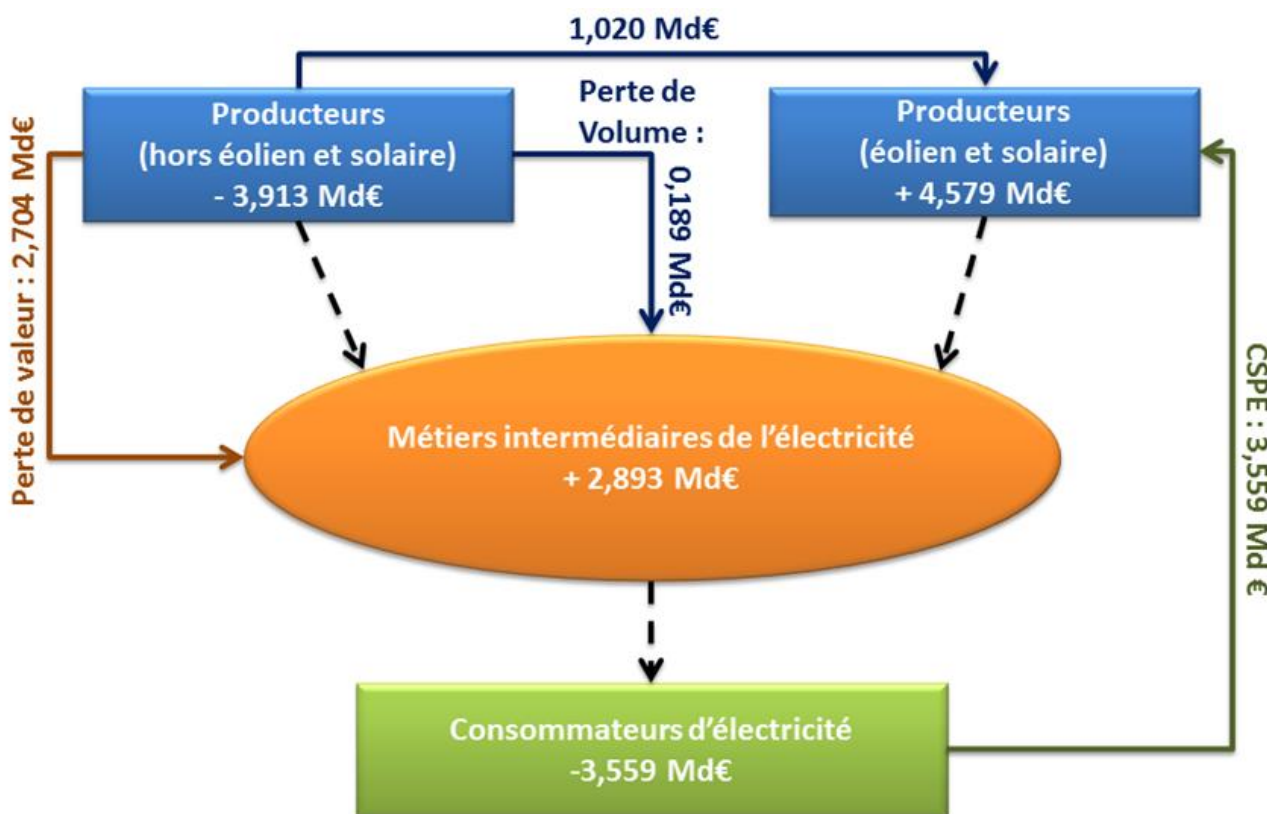 1,020 Md€
Producteurs
(hors éolien et solaire)
- 3,913 Md€
Perte de
Volume :
0,189 Md€
Producteurs
(éolien et solaire)
+ 4,579 Md€
Perte de valeur : 2,704 Md€
Métiers intermédiaires de l'électricité
+ 2,893 Md€
CSPE : 3,559 Md €
Consommateurs d'électricité
-3,559 Md€